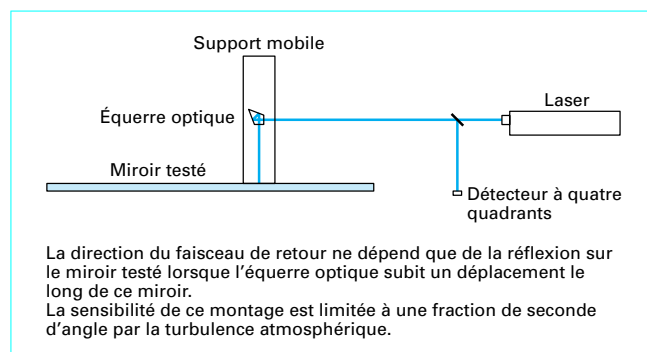 Support mobile
Laser
Équerre optique
Miroir testé
Détecteur à quatre
quadrants
La direction du faisceau de retour ne dépend que de la réflexion sur
le miroir testé lorsque l'équerre optique subit un déplacement le
long de ce miroir.
La sensibilité de ce montage est limitée à une fraction de seconde
d'angle par la turbulence atmosphérique.